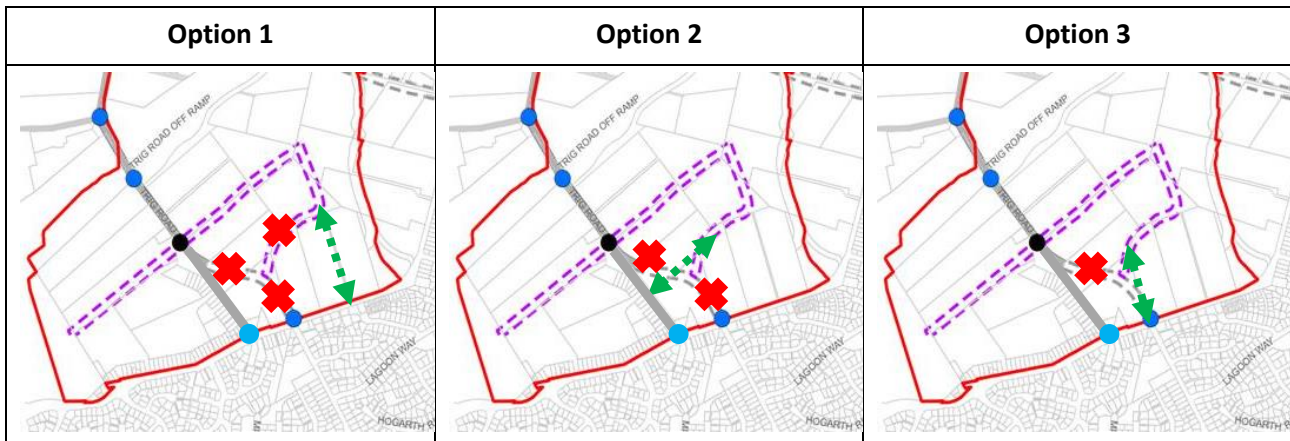 Option 1
Option 2
Option 3
TRIG ROAD OFF RAMP
TRIG ROAD
LAGOON WAY
HOGARTH R
TRIG ROAD OFF RAMP
TRIG ROAD
LAGOON WAY
HOGARTH R
TRIG ROAD OFF RAMP
TRIG ROAD
LAGOON WAY
HOGARTH R